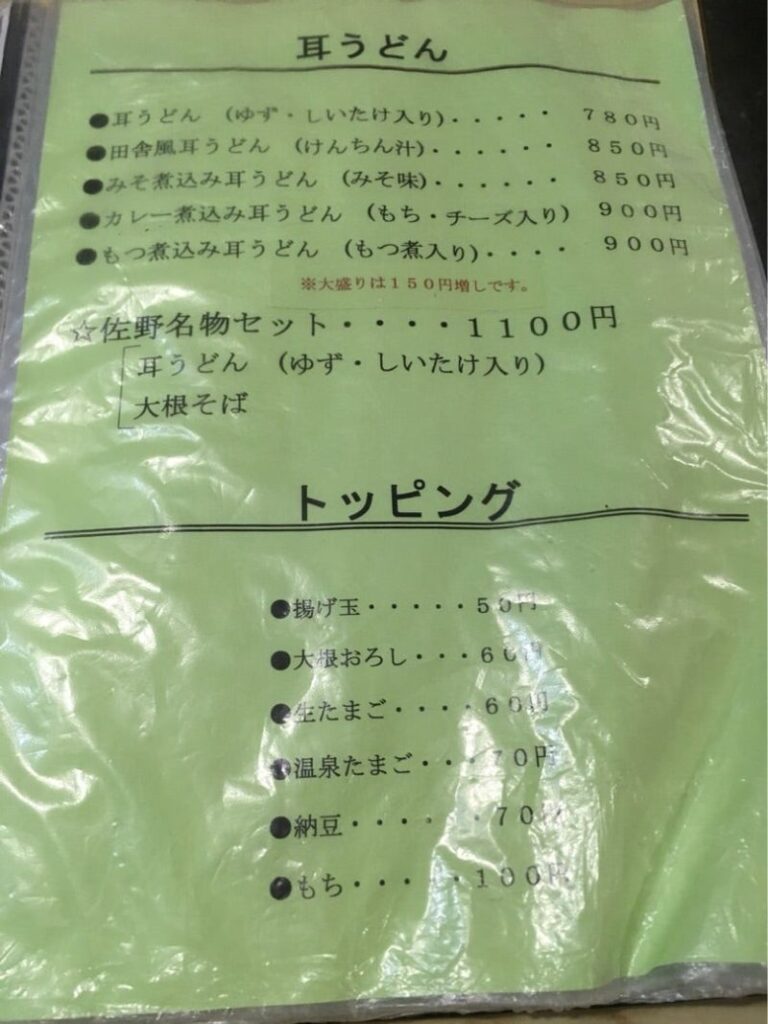 耳うどん
●耳うどん （ゆず・しいたけ入り）・・・・・ ７８０円
●田舎風耳うどん （けんちん汁）・・・・・・ ８５０円
●みそ煮込み耳うどん （みそ味）・・・・・・ ８５０円
●カレー煮込み耳うどん （もち・チーズ入り） ９００円
●もつ煮込み耳うどん （もつ煮入り）・・・・ ９００円
※大盛りは１５０円増しです。
☆佐野名物セット・・・・１１００円
耳うどん （ゆず・しいたけ入り）
大根そば
トッピング
●揚げ玉・・・・・５０円
●大根おろし・・・６０円
●生たまご・・・・６０円
●温泉たまご・・・７０円
●納豆・・・・・・７０円
●もち・・・・・１００円